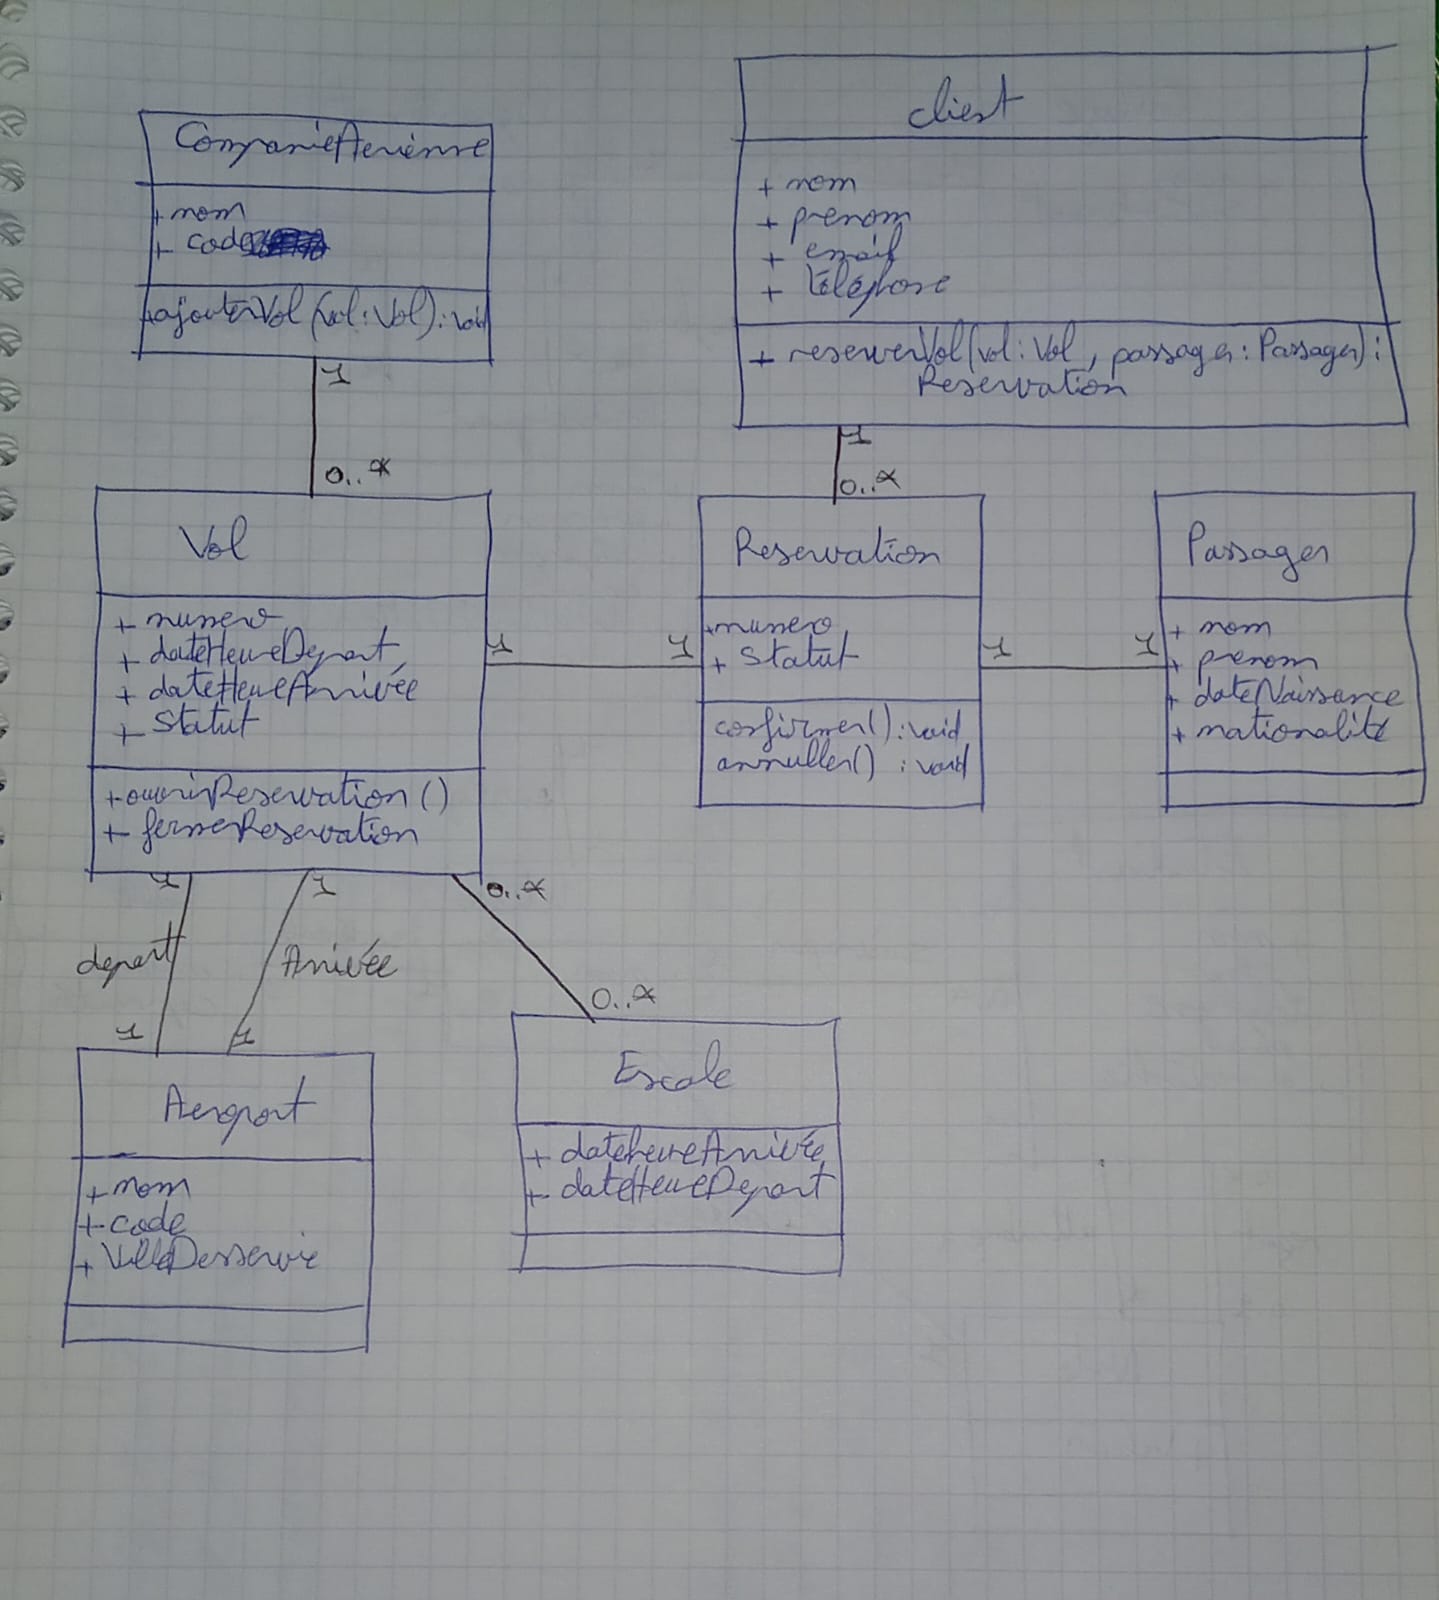 CompanieAerienne
+ nom
+ code
+ajouterVol(vol:Vol):void
1
0..*
client
+ nom
+ prenom
+ email
+ téléphone
+ reserverVol(vol:Vol, passager:Passager):
Reservation
1
0..*
Vol
+ numero
+ dateHeureDepart
+ dateHeureArrivée
+ Statut
+ouvrirReservation()
+ fermerReservation
1
1
Reservation
+numero
+ Statut
confirmer():void
annuller() : void
1
1
Passager
+ nom
+ prenom
+ dateNaissance
+ nationalité
1
1
0..*
depart
Arrivée
1
1
0..*
Aeroport
+ nom
+ code
+ VilleDesservie
Escale
+ dateheureArrivée
+ dateHeureDepart